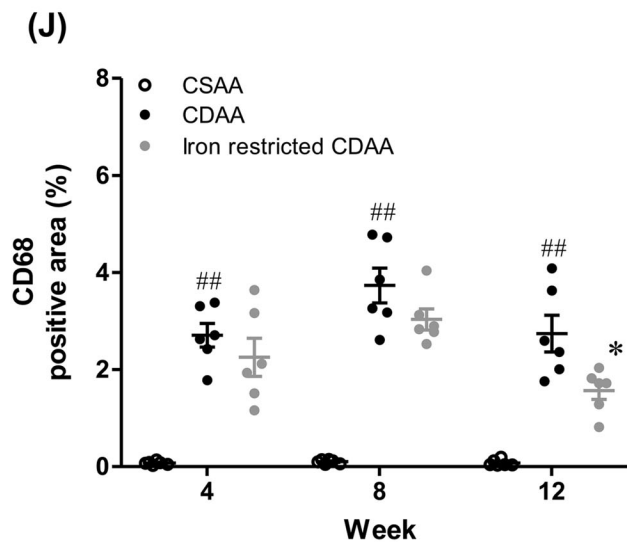 (J)
CSAA
CDAA
Iron restricted CDAA
CD68
positive area (%)
8
6
4
2
0
##
##
##
*
4 8 12
Week